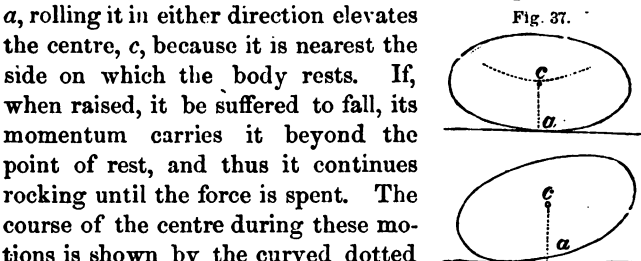 a, rolling it in either direction elevates
the centre, c, because it is nearest the
side on which the body rests. If,
when raised, it be suffered to fall, its
momentum carries it beyond the
point of rest, and thus it continues
rocking until the force is spent. The
course of the centre during these mo-
tions is shown by the curved dotted
Fig. 37.
c
a
c
a